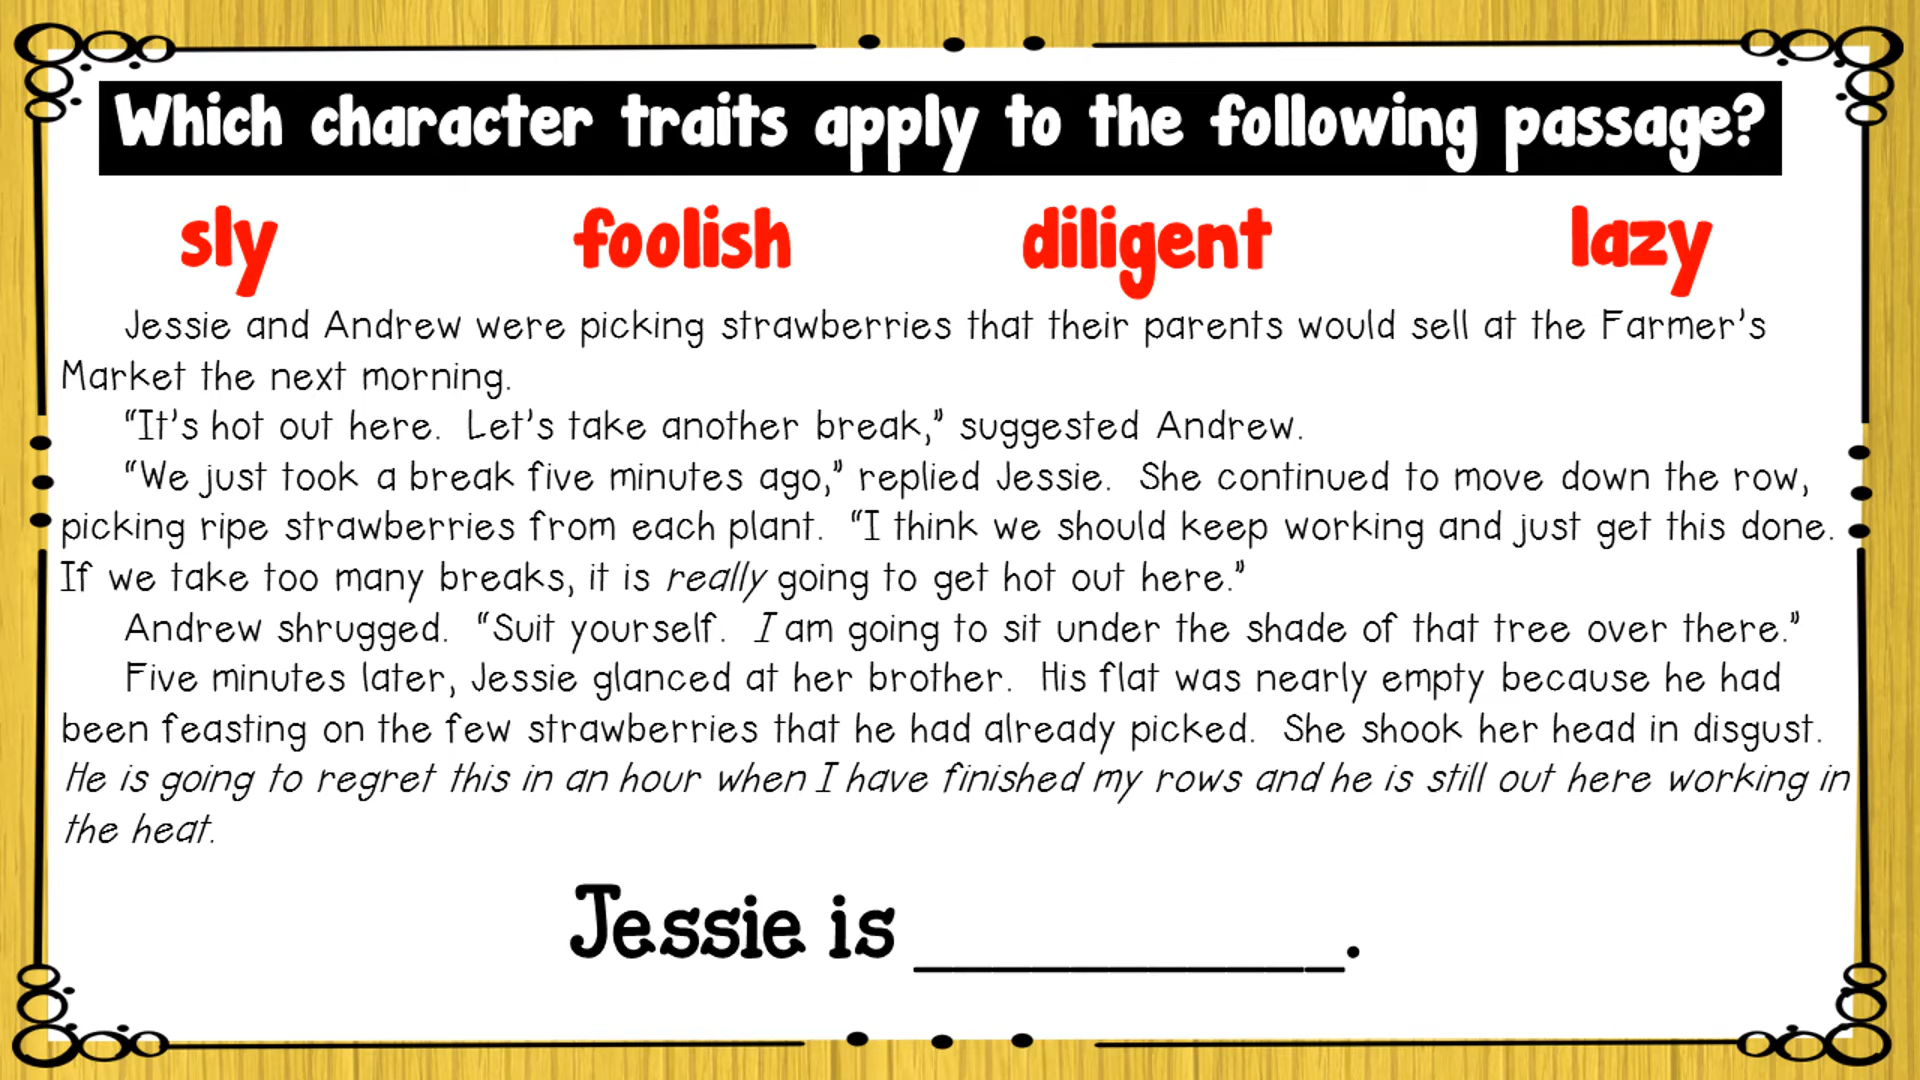 Which character traits apply to the following passage?
sly foolish diligent lazy
Jessie and Andrew were picking strawberries that their parents would sell at the Farmer's
Market the next morning.
"It's hot out here. Let's take another break," suggested Andrew.
"We just took a break five minutes ago," replied Jessie. She continued to move down the row,
picking ripe strawberries from each plant. "I think we should keep working and just get this done.
If we take too many breaks, it is really going to get hot out here."
Andrew shrugged. "Suit yourself. I am going to sit under the shade of that tree over there."
Five minutes later, Jessie glanced at her brother. His flat was nearly empty because he had
been feasting on the few strawberries that he had already picked. She shook her head in disgust.
He is going to regret this in an hour when I have finished my rows and he is still out here working in
the heat.
Jessie is __________.